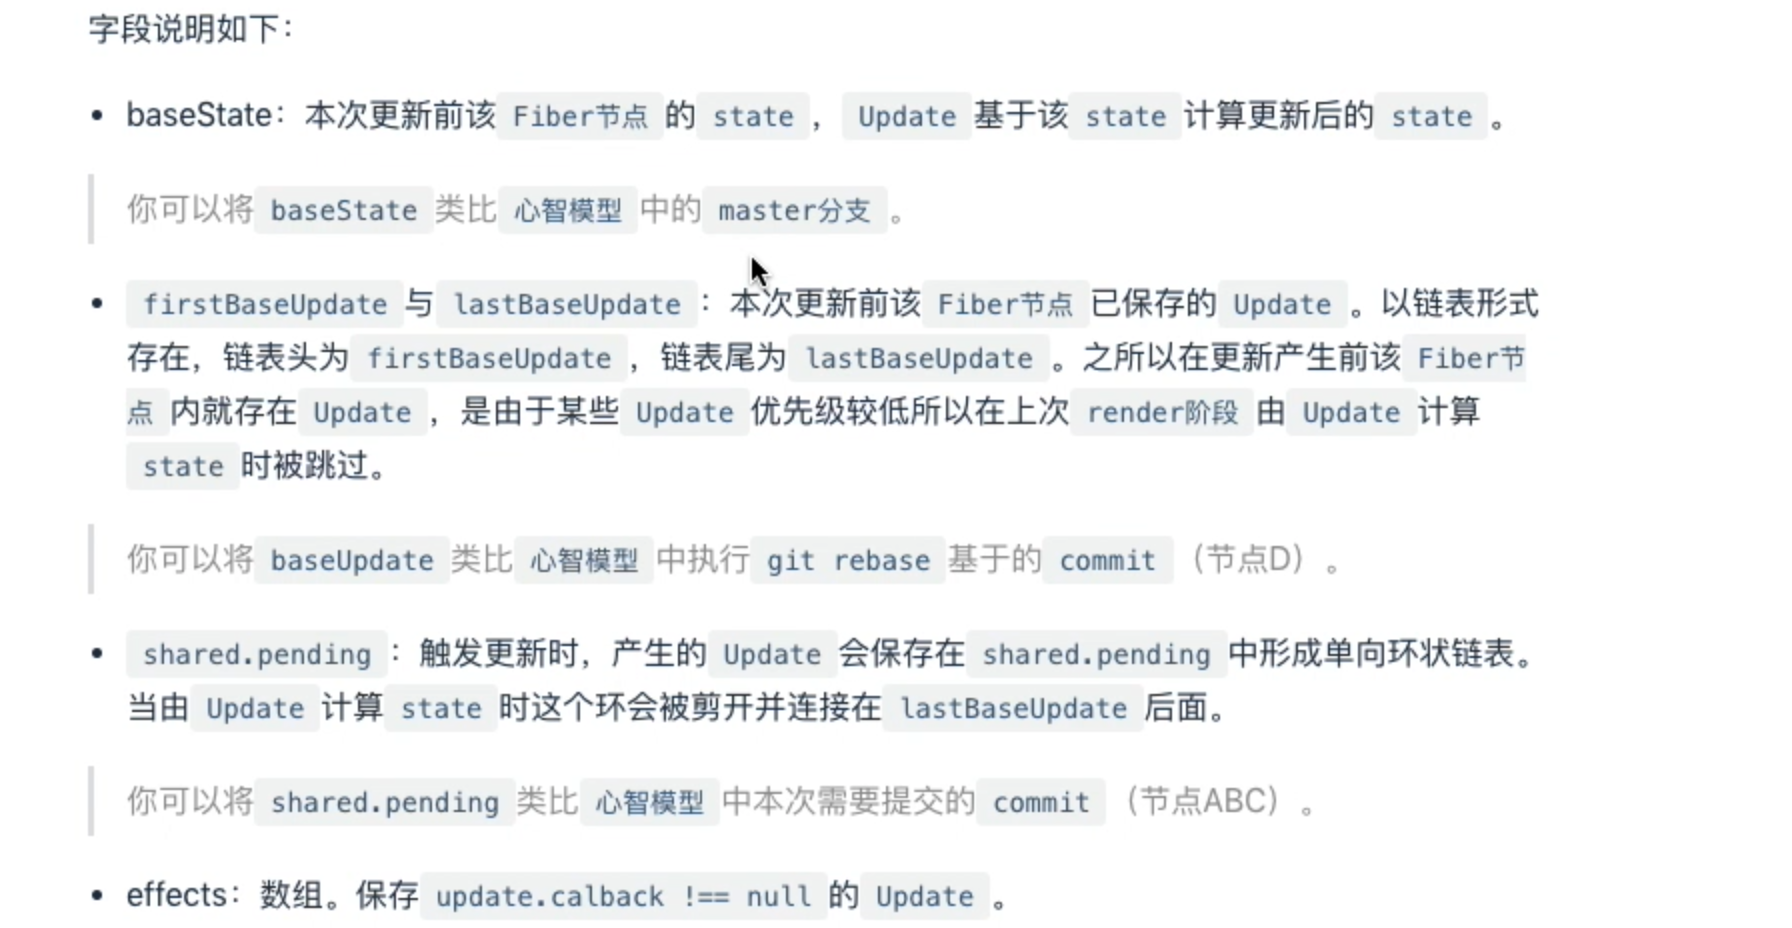 字段说明如下：
• baseState：本次更新前该 Fiber节点 的 state ， Update 基于该 state 计算更新后的 state 。
你可以将 baseState 类比 心智模型 中的 master分支 。
• firstBaseUpdate 与 lastBaseUpdate ：本次更新前该 Fiber节点 已保存的 Update 。以链表形式
存在，链表头为 firstBaseUpdate ，链表尾为 lastBaseUpdate 。之所以在更新产生前该 Fiber节
点 内就存在 Update ，是由于某些 Update 优先级较低所以在上次 render阶段 由 Update 计算
state 时被跳过。
你可以将 baseUpdate 类比 心智模型 中执行 git rebase 基于的 commit （节点D）。
• shared.pending ：触发更新时，产生的 Update 会保存在 shared.pending 中形成单向环状链表。
当由 Update 计算 state 时这个环会被剪开并连接在 lastBaseUpdate 后面。
你可以将 shared.pending 类比 心智模型 中本次需要提交的 commit （节点ABC）。
• effects：数组。保存 update.calback !== null 的 Update 。